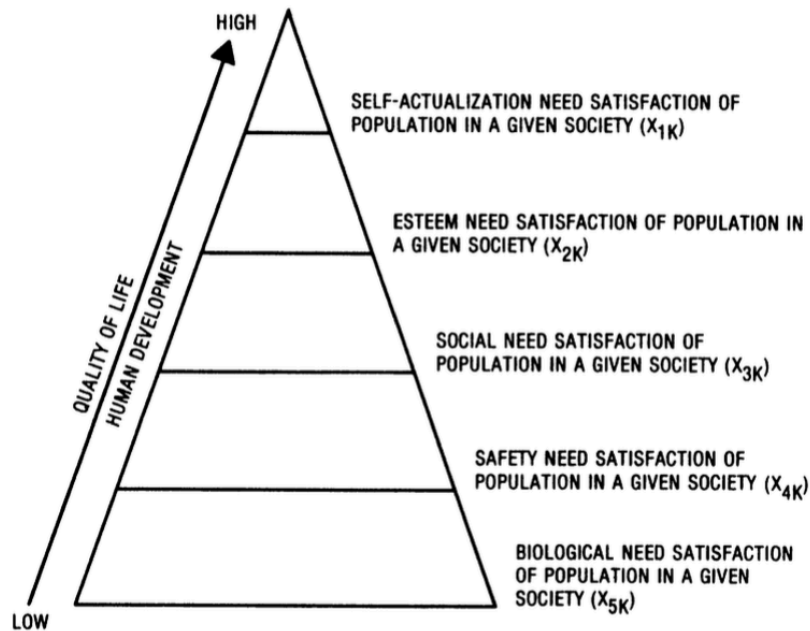 HIGH
SELF-ACTUALIZATION NEED SATISFACTION OF
POPULATION IN A GIVEN SOCIETY (X1K)
ESTEEM NEED SATISFACTION OF POPULATION IN
A GIVEN SOCIETY (X2K)
QUALITY OF LIFE
HUMAN DEVELOPMENT
SOCIAL NEED SATISFACTION OF
POPULATION IN A GIVEN SOCIETY (X3K)
SAFETY NEED SATISFACTION OF
POPULATION IN A GIVEN SOCIETY (X4K)
BIOLOGICAL NEED SATISFACTION
OF POPULATION IN A GIVEN
SOCIETY (X5K)
LOW